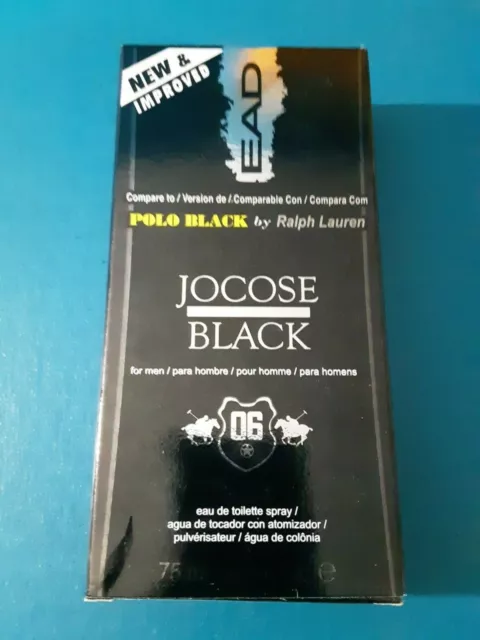 NEW &
IMPROVED
EAD
Compare to / Version de /.Comparable Con / Compara Com
POLO BLACK by Ralph Lauren
JOCOSE
BLACK
for men / para hombre / pour homme / para homens
06
eau de toilette spray /
agua de tocador con atomizador /
pulvérisateur / água de colônia
75 e